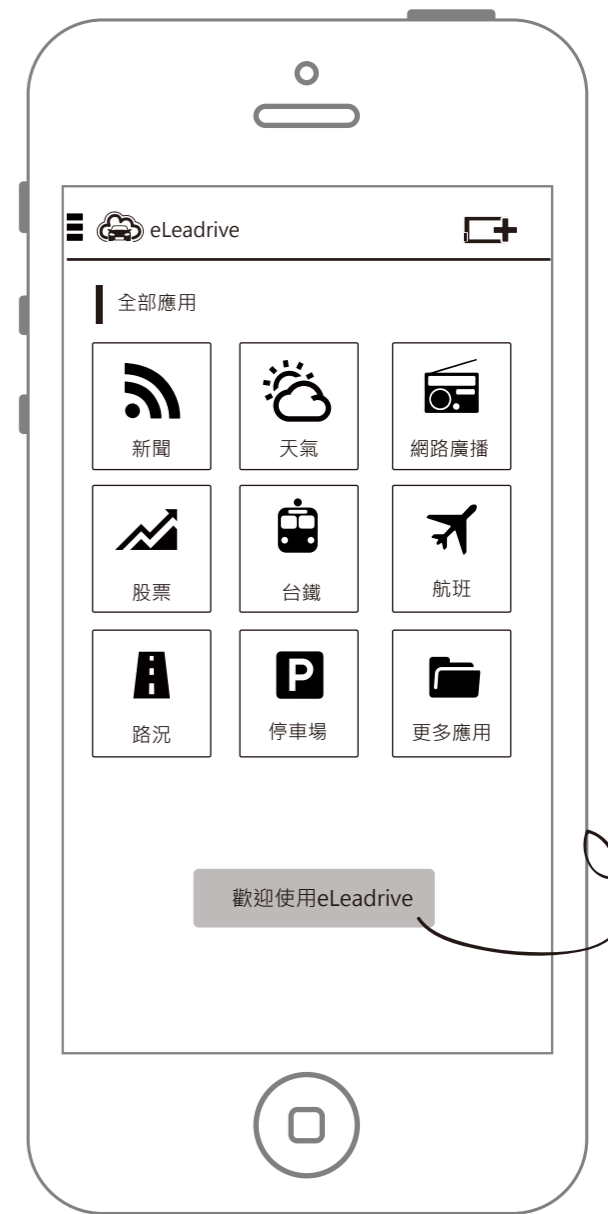 eLeadrive
全部應用
新聞
天氣
網路廣播
股票
台鐵
航班
路況
P
停車場
更多應用
歡迎使用eLeadrive